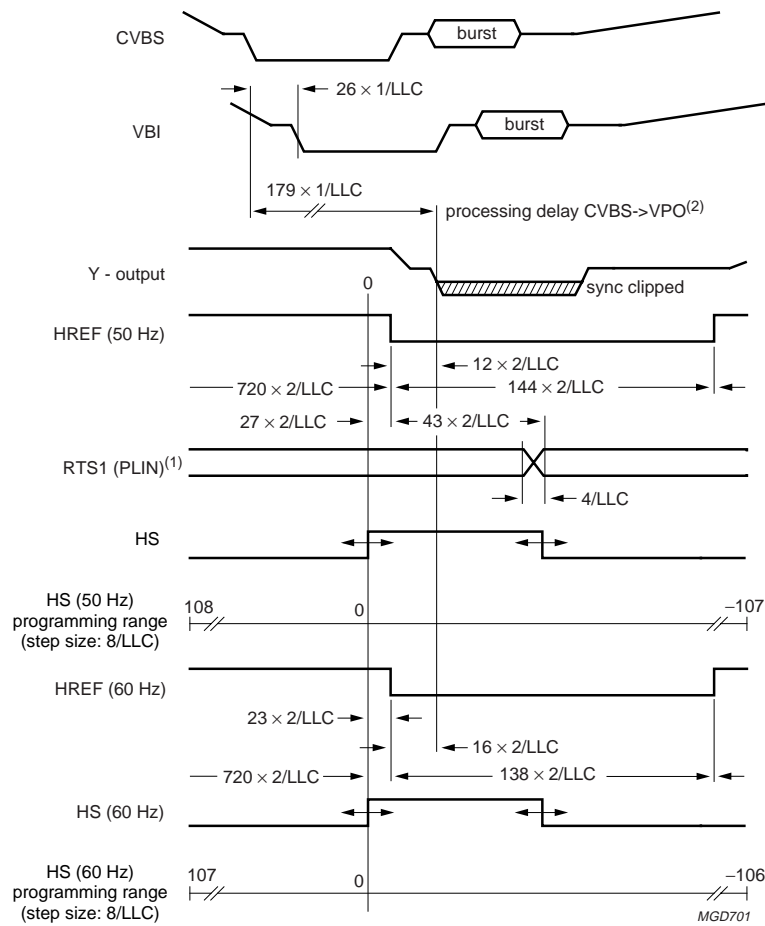 CVBS
burst
26 × 1/LLC
VBI
burst
179 × 1/LLC
processing delay CVBS->VPO(2)
Y - output
0
sync clipped
HREF (50 Hz)
12 × 2/LLC
720 × 2/LLC
144 × 2/LLC
27 × 2/LLC
43 × 2/LLC
RTS1 (PLIN)(1)
4/LLC
HS
HS (50 Hz)
programming range
(step size: 8/LLC)
108
0
−107
HREF (60 Hz)
23 × 2/LLC
16 × 2/LLC
720 × 2/LLC
138 × 2/LLC
HS (60 Hz)
HS (60 Hz)
programming range
(step size: 8/LLC)
107
0
−106
MGD701